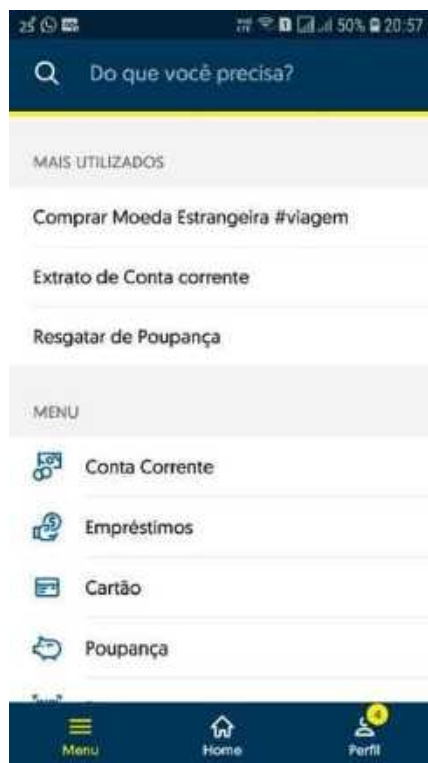 25° 50% 20:57
Do que você precisa?
MAIS UTILIZADOS
Comprar Moeda Estrangeira #viagem
Extrato de Conta corrente
Resgatar de Poupança
MENU
Conta Corrente
Empréstimos
Cartão
Poupança
Menu Home Perfil
4